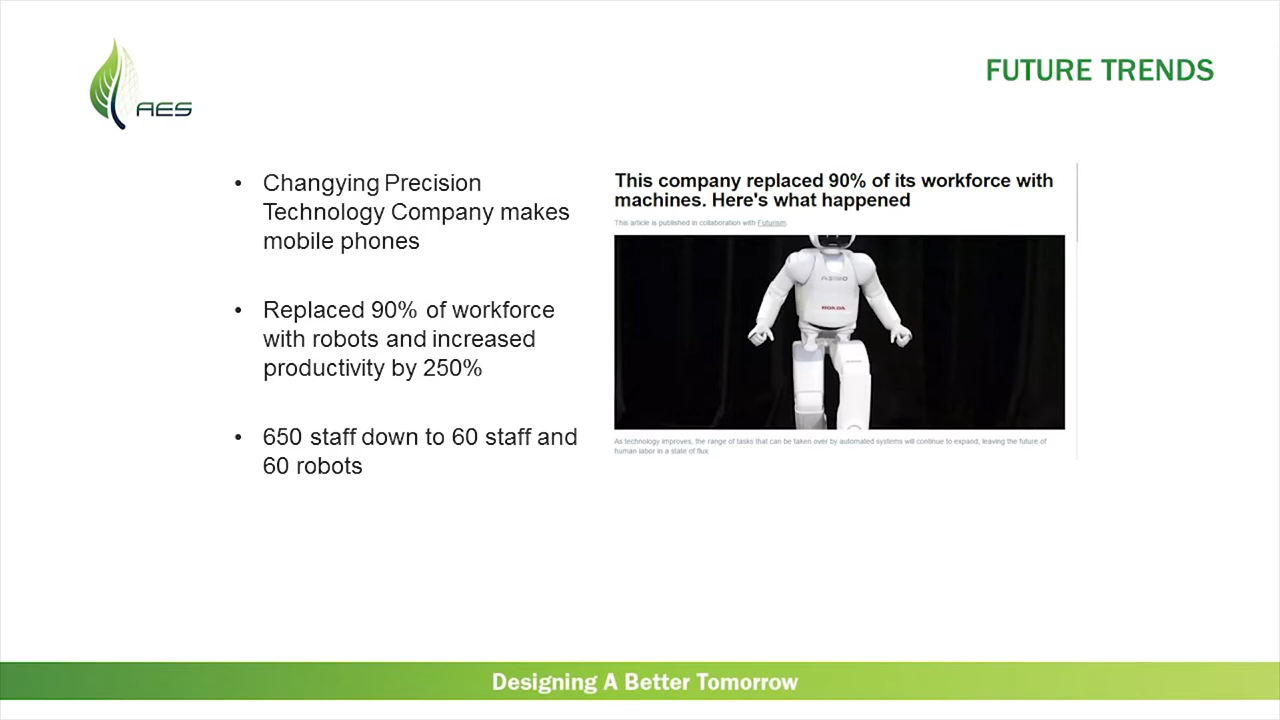 AES
FUTURE TRENDS
• Changying Precision
Technology Company makes
mobile phones
• Replaced 90% of workforce
with robots and increased
productivity by 250%
• 650 staff down to 60 staff and
60 robots
This company replaced 90% of its workforce with
machines. Here's what happened
This article is published in collaboration with Futurism.
HONDA
As technology improves, the range of tasks that can be taken over by automated systems will continue to expand, leaving the future of
human labor in a state of flux
Designing A Better Tomorrow